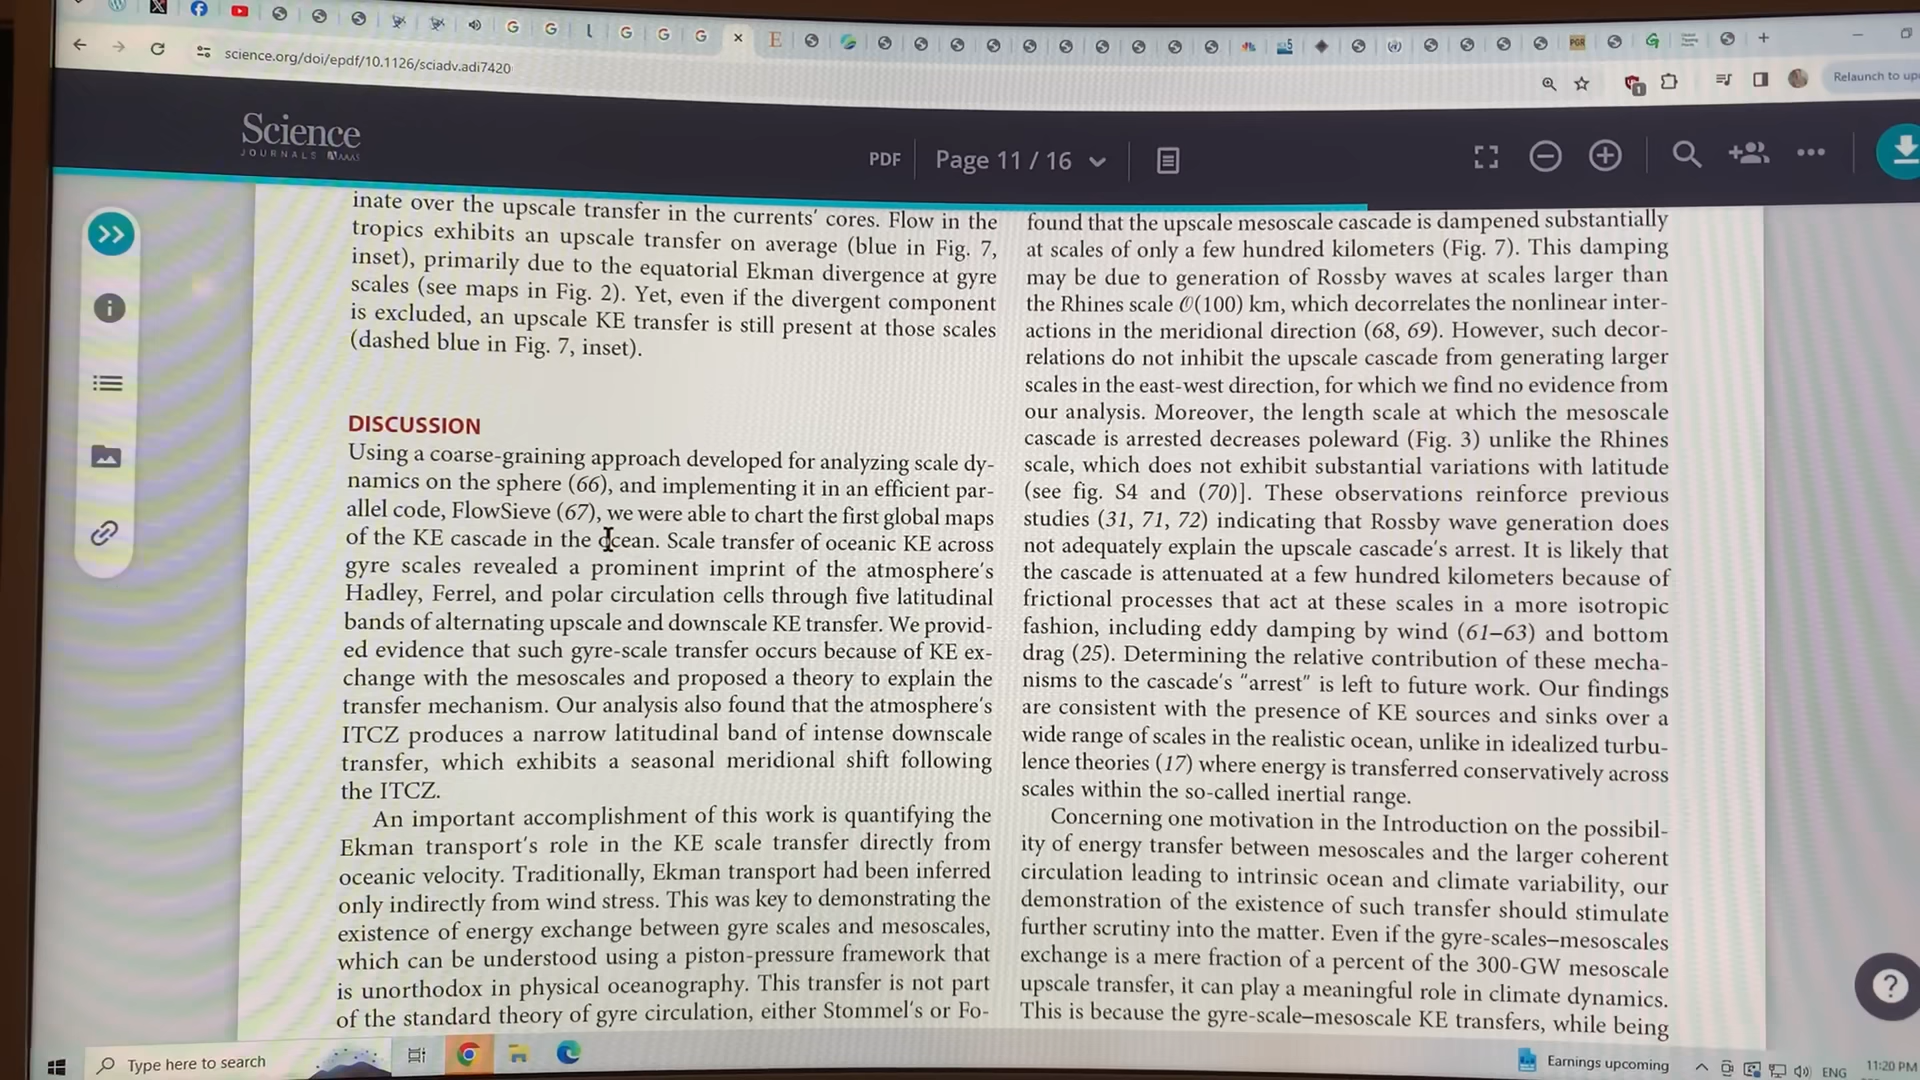 science.org/doi/epdf/10.1126/sciadv.adi7420
Relaunch to up
Science
JOURNALS AAAS
PDF
Page 11 / 16
inate over the upscale transfer in the currents' cores. Flow in the
tropics exhibits an upscale transfer on average (blue in Fig. 7,
inset), primarily due to the equatorial Ekman divergence at gyre
scales (see maps in Fig. 2). Yet, even if the divergent component
is excluded, an upscale KE transfer is still present at those scales
(dashed blue in Fig. 7, inset).
DISCUSSION
Using a coarse-graining approach developed for analyzing scale dy-
namics on the sphere (66), and implementing it in an efficient par-
allel code, FlowSieve (67), we were able to chart the first global maps
of the KE cascade in the ocean. Scale transfer of oceanic KE across
gyre scales revealed a prominent imprint of the atmosphere's
Hadley, Ferrel, and polar circulation cells through five latitudinal
bands of alternating upscale and downscale KE transfer. We provid-
ed evidence that such gyre-scale transfer occurs because of KE ex-
change with the mesoscales and proposed a theory to explain the
transfer mechanism. Our analysis also found that the atmosphere's
ITCZ produces a narrow latitudinal band of intense downscale
transfer, which exhibits a seasonal meridional shift following
the ITCZ.
An important accomplishment of this work is quantifying the
Ekman transport's role in the KE scale transfer directly from
oceanic velocity. Traditionally, Ekman transport had been inferred
only indirectly from wind stress. This was key to demonstrating the
existence of energy exchange between gyre scales and mesoscales,
which can be understood using a piston-pressure framework that
is unorthodox in physical oceanography. This transfer is not part
of the standard theory of gyre circulation, either Stommel's or Fo-
found that the upscale mesoscale cascade is dampened substantially
at scales of only a few hundred kilometers (Fig. 7). This damping
may be due to generation of Rossby waves at scales larger than
the Rhines scale 𝒪(100) km, which decorrelates the nonlinear inter-
actions in the meridional direction (68, 69). However, such decor-
relations do not inhibit the upscale cascade from generating larger
scales in the east-west direction, for which we find no evidence from
our analysis. Moreover, the length scale at which the mesoscale
cascade is arrested decreases poleward (Fig. 3) unlike the Rhines
scale, which does not exhibit substantial variations with latitude
(see fig. S4 and (70)]. These observations reinforce previous
studies (31, 71, 72) indicating that Rossby wave generation does
not adequately explain the upscale cascade's arrest. It is likely that
the cascade is attenuated at a few hundred kilometers because of
frictional processes that act at these scales in a more isotropic
fashion, including eddy damping by wind (61–63) and bottom
drag (25). Determining the relative contribution of these mecha-
nisms to the cascade's "arrest" is left to future work. Our findings
are consistent with the presence of KE sources and sinks over a
wide range of scales in the realistic ocean, unlike in idealized turbu-
lence theories (17) where energy is transferred conservatively across
scales within the so-called inertial range.
Concerning one motivation in the Introduction on the possibil-
ity of energy transfer between mesoscales and the larger coherent
circulation leading to intrinsic ocean and climate variability, our
demonstration of the existence of such transfer should stimulate
further scrutiny into the matter. Even if the gyre-scales–mesoscales
exchange is a mere fraction of a percent of the 300-GW mesoscale
upscale transfer, it can play a meaningful role in climate dynamics.
This is because the gyre-scale–mesoscale KE transfers, while being
Type here to search
Earnings upcoming
ENG
11:20 PM